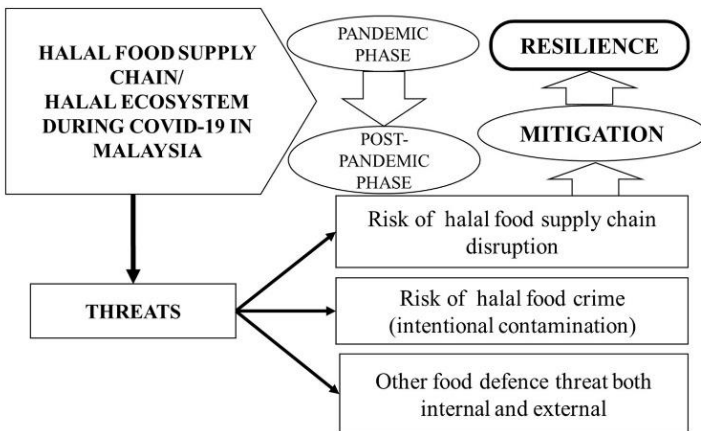 HALAL FOOD SUPPLY
CHAIN/
HALAL ECOSYSTEM
DURING COVID-19 IN
MALAYSIA
PANDEMIC
PHASE
POST-
PANDEMIC
PHASE
RESILIENCE
MITIGATION
THREATS
Risk of halal food supply chain
disruption
Risk of halal food crime
(intentional contamination)
Other food defence threat both
internal and external